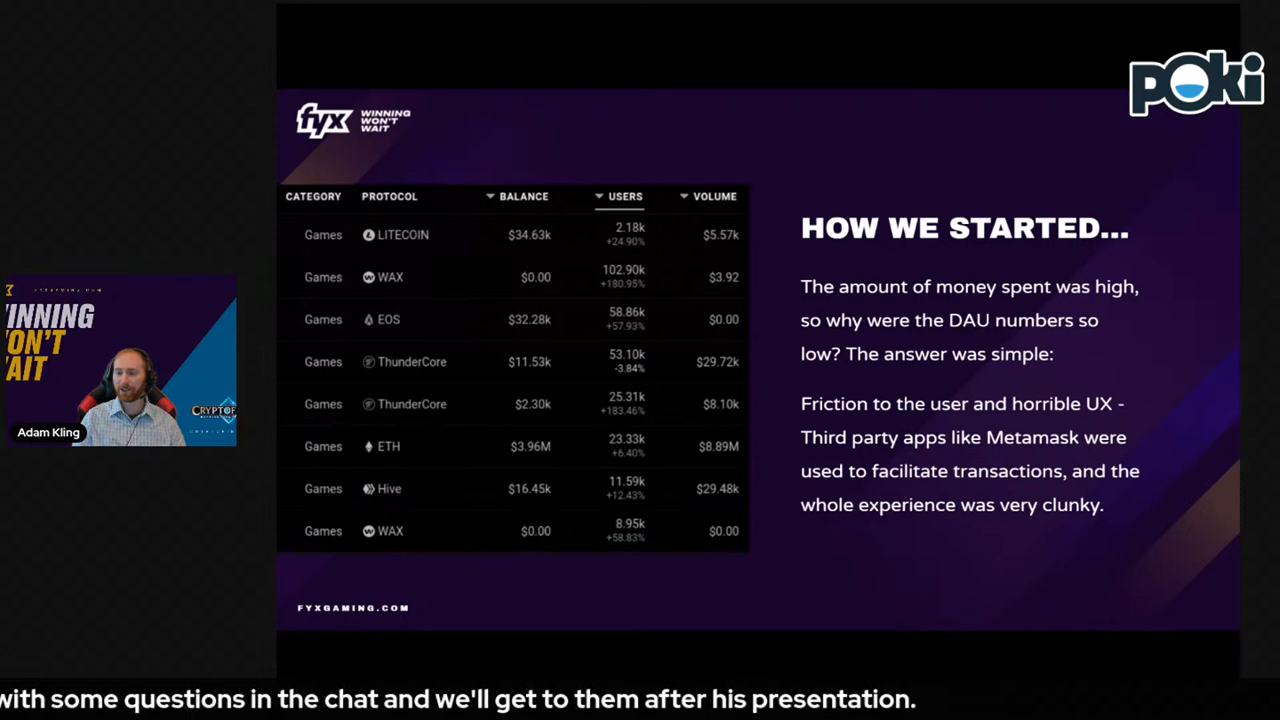 poki
fyx WINNING WON'T WAIT
CATEGORY PROTOCOL BALANCE USERS VOLUME
Games LITECOIN $34.63k 2.18k +24.90% $5.57k
Games WAX $0.00 102.90k +180.95% $3.92
Games EOS $32.28k 58.86k +57.93% $0.00
Games ThunderCore $11.53k 53.10k -3.84% $29.72k
Games ThunderCore $2.30k 25.31k +183.46% $8.10k
Games ETH $3.96M 23.33k +6.40% $8.89M
Games Hive $16.45k 11.59k +12.43% $29.48k
Games WAX $0.00 8.95k +58.83% $0.00
HOW WE STARTED...
The amount of money spent was high,
so why were the DAU numbers so
low? The answer was simple:
Friction to the user and horrible UX -
Third party apps like Metamask were
used to facilitate transactions, and the
whole experience was very clunky.
FYXGAMING.COM
INNING
ON'T
AIT
CRYPTOF
Adam Kling
with some questions in the chat and we'll get to them after his presentation.